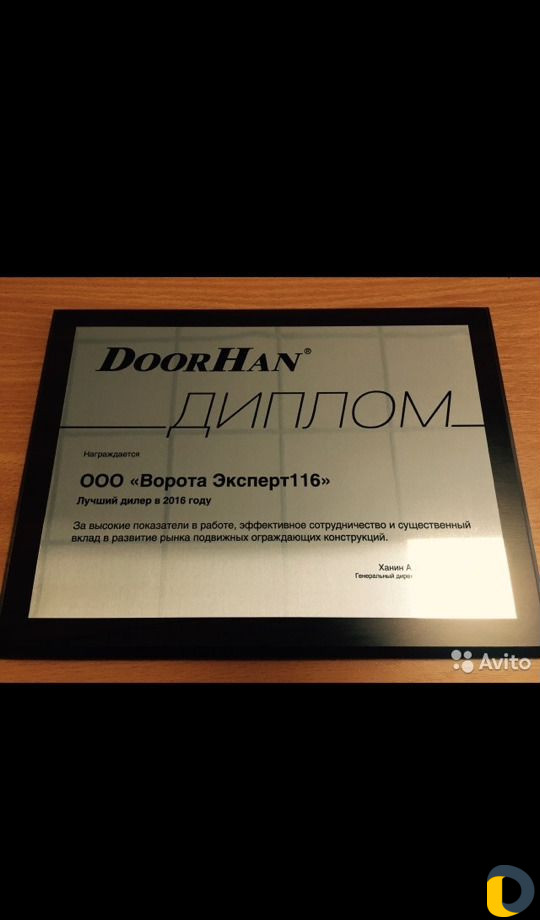 DOORHAN®
ДИПЛОМ
Награждается
ООО «Ворота Эксперт116»
Лучший дилер в 2016 году
За высокие показатели в работе, эффективное сотрудничество и существенный
вклад в развитие рынка подвижных ограждающих конструкций.
Ханин А
Генеральный
Avito